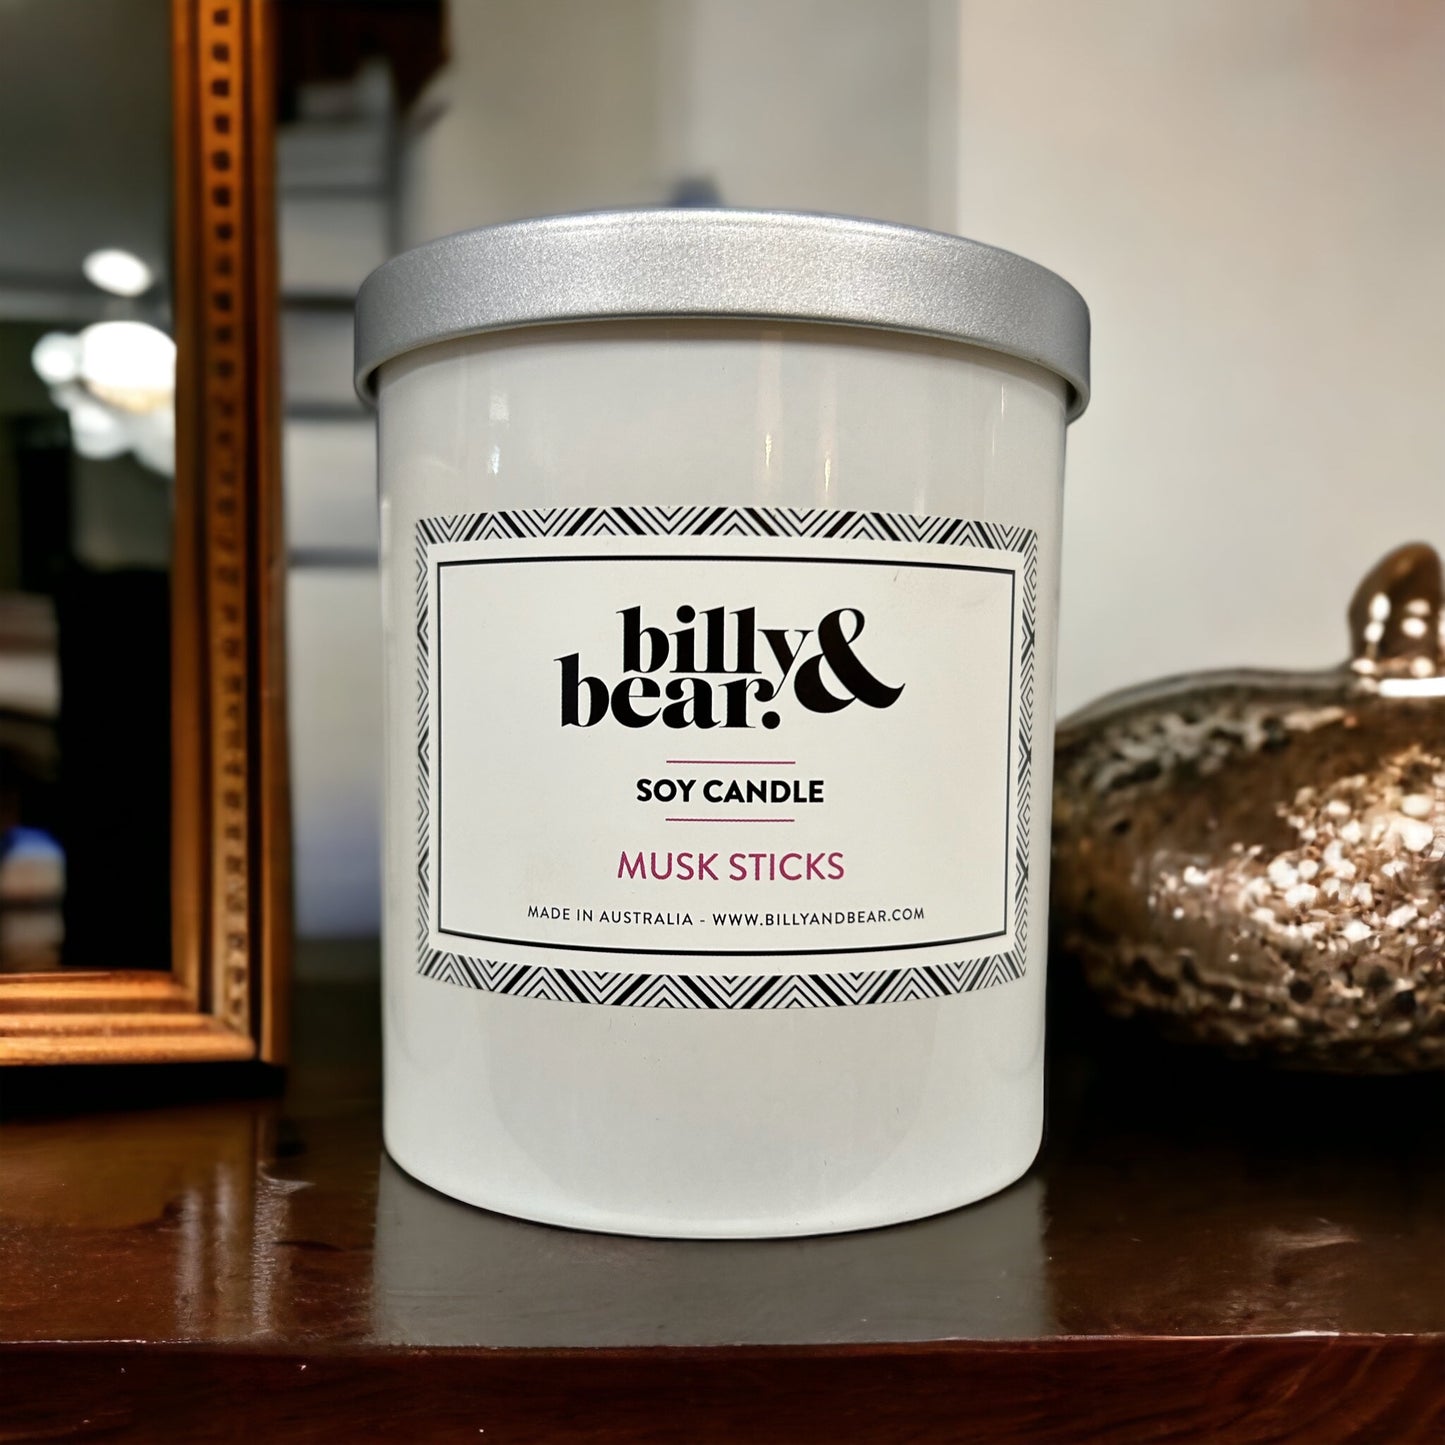 billy &
bear.
SOY CANDLE
MUSK STICKS
MADE IN AUSTRALIA - WWW.BILLYANDBEAR.COM